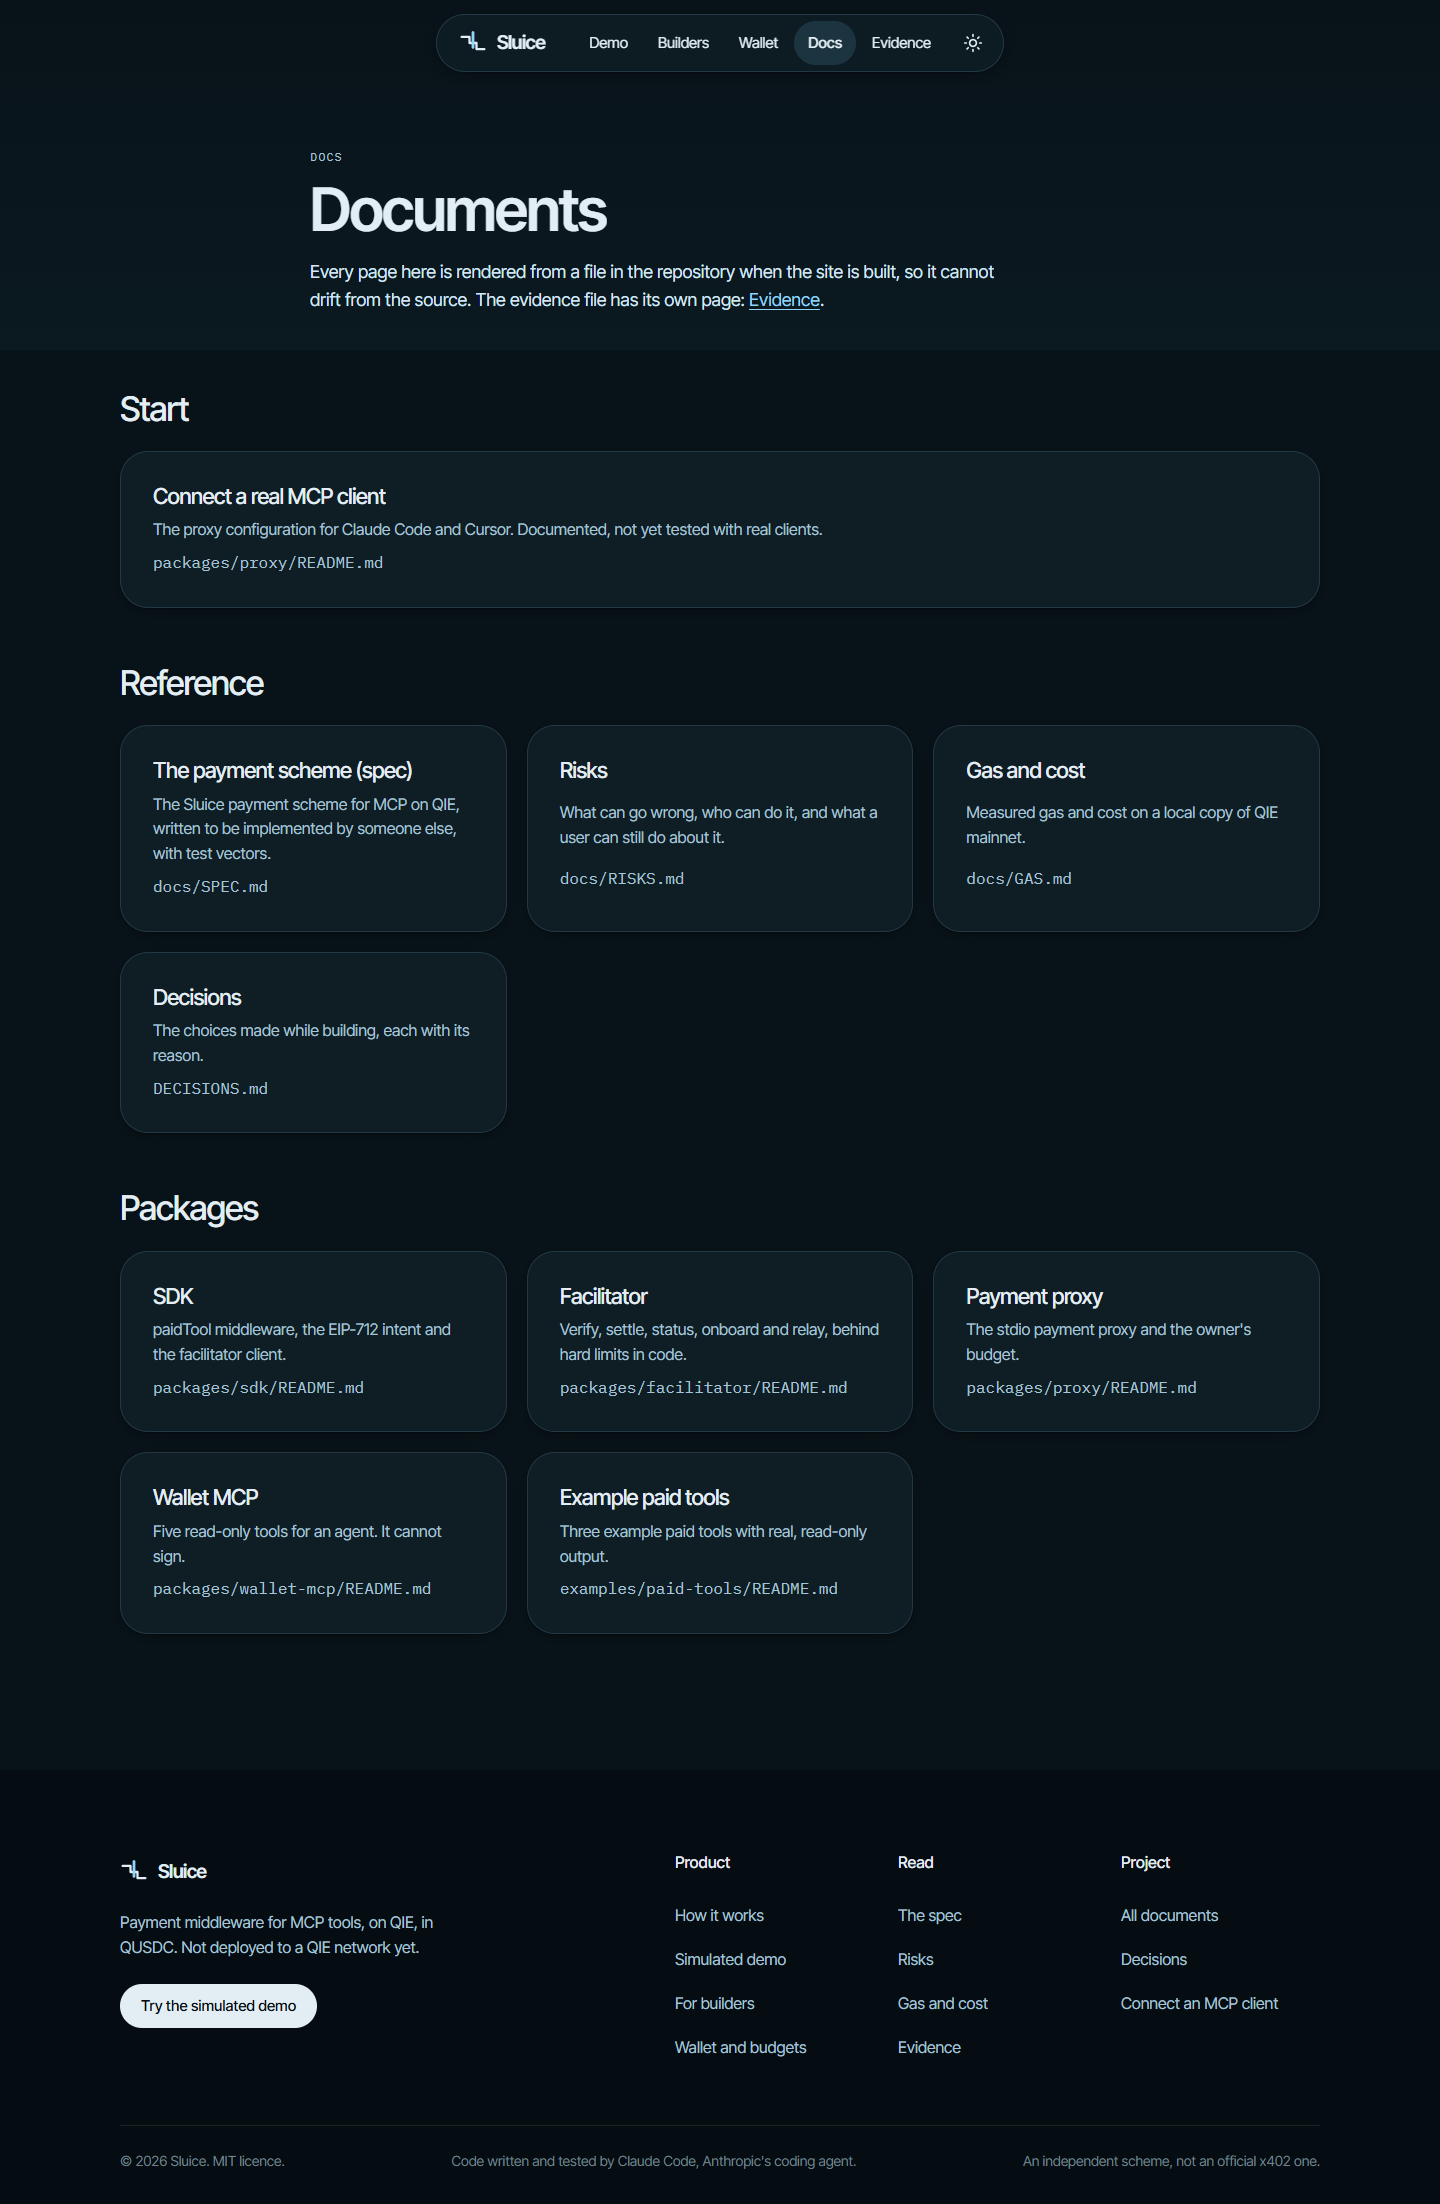 Sluice
Demo
Builders
Wallet
Docs
Evidence
DOCS
Documents
Every page here is rendered from a file in the repository when the site is built, so it cannot
drift from the source. The evidence file has its own page: Evidence.
Start
Connect a real MCP client
The proxy configuration for Claude Code and Cursor. Documented, not yet tested with real clients.
packages/proxy/README.md
Reference
The payment scheme (spec)
The Sluice payment scheme for MCP on QIE,
written to be implemented by someone else,
with test vectors.
docs/SPEC.md
Risks
What can go wrong, who can do it, and what a
user can still do about it.
docs/RISKS.md
Gas and cost
Measured gas and cost on a local copy of QIE
mainnet.
docs/GAS.md
Decisions
The choices made while building, each with its
reason.
DECISIONS.md
Packages
SDK
paidTool middleware, the EIP-712 intent and
the facilitator client.
packages/sdk/README.md
Facilitator
Verify, settle, status, onboard and relay, behind
hard limits in code.
packages/facilitator/README.md
Payment proxy
The stdio payment proxy and the owner's
budget.
packages/proxy/README.md
Wallet MCP
Five read-only tools for an agent. It cannot
sign.
packages/wallet-mcp/README.md
Example paid tools
Three example paid tools with real, read-only
output.
examples/paid-tools/README.md
Sluice
Payment middleware for MCP tools, on QIE, in
QUSDC. Not deployed to a QIE network yet.
Try the simulated demo
Product
How it works
Simulated demo
For builders
Wallet and budgets
Read
The spec
Risks
Gas and cost
Evidence
Project
All documents
Decisions
Connect an MCP client
© 2026 Sluice. MIT licence.
Code written and tested by Claude Code, Anthropic's coding agent.
An independent scheme, not an official x402 one.